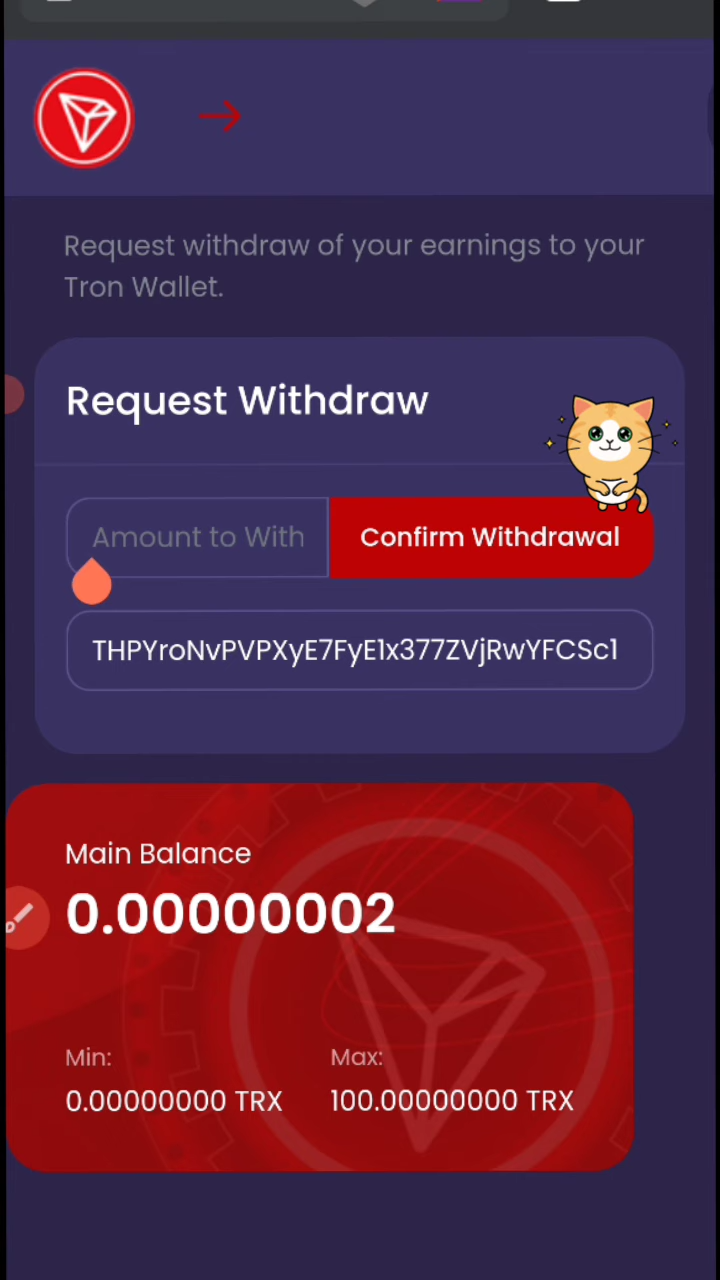 Request withdraw of your earnings to your
Tron Wallet.
Request Withdraw
Amount to With
Confirm Withdrawal
THPYroNvPVPXyE7FyE1x377ZVjRwYFCSc1
Main Balance
0.00000002
Min:
Max:
0.00000000 TRX
100.00000000 TRX